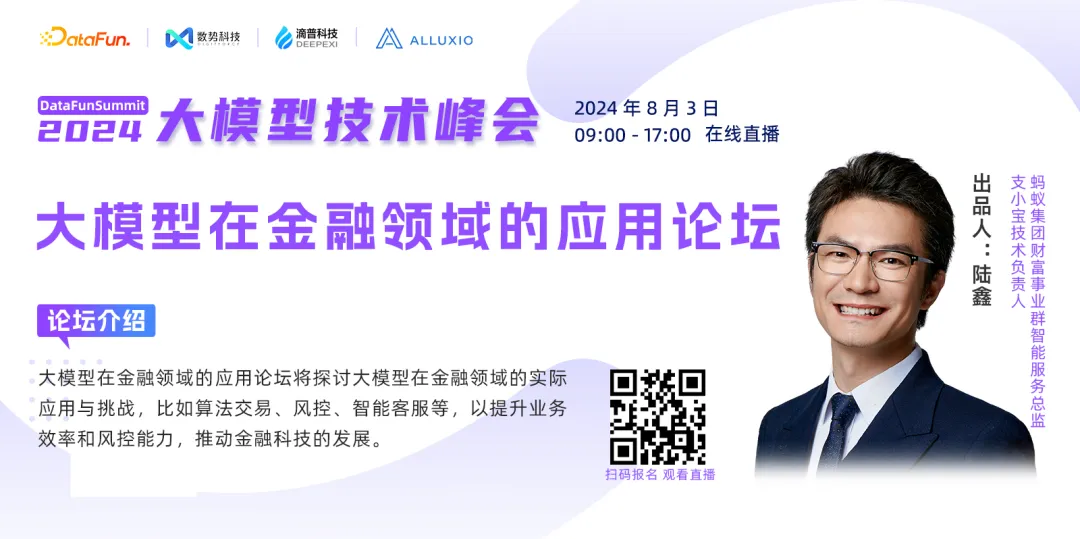 DataFun.
数势科技
DIGITFORCE
滴普科技
DEEPEXI
ALLUXIO
DataFunSummit
2024
大模型技术峰会
2024 年 8 月 3 日
09:00 - 17:00 在线直播
大模型在金融领域的应用论坛
出品人：陆鑫
蚂蚁集团财富事业群智能服务总监
支小宝技术负责人
论坛介绍
大模型在金融领域的应用论坛将探讨大模型在金融领域的实际
应用与挑战，比如算法交易、风控、智能客服等，以提升业务
效率和风控能力，推动金融科技的发展。
扫码报名 观看直播